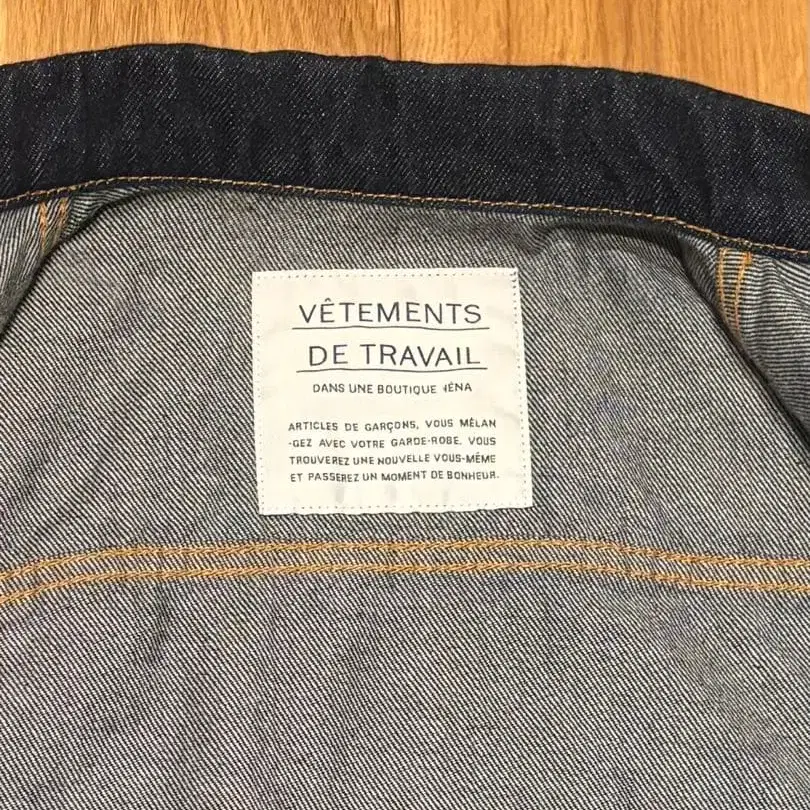 VÊTEMENTS
DE TRAVAIL
DANS UNE BOUTIQUE IÉNA
ARTICLES DE GARÇONS, VOUS MÊLAN
-GEZ AVEC VOTRE GARDE-ROBE. VOUS
TROUVEREZ UNE NOUVELLE VOUS-MÊME
ET PASSEREZ UN MOMENT DE BONHEUR.